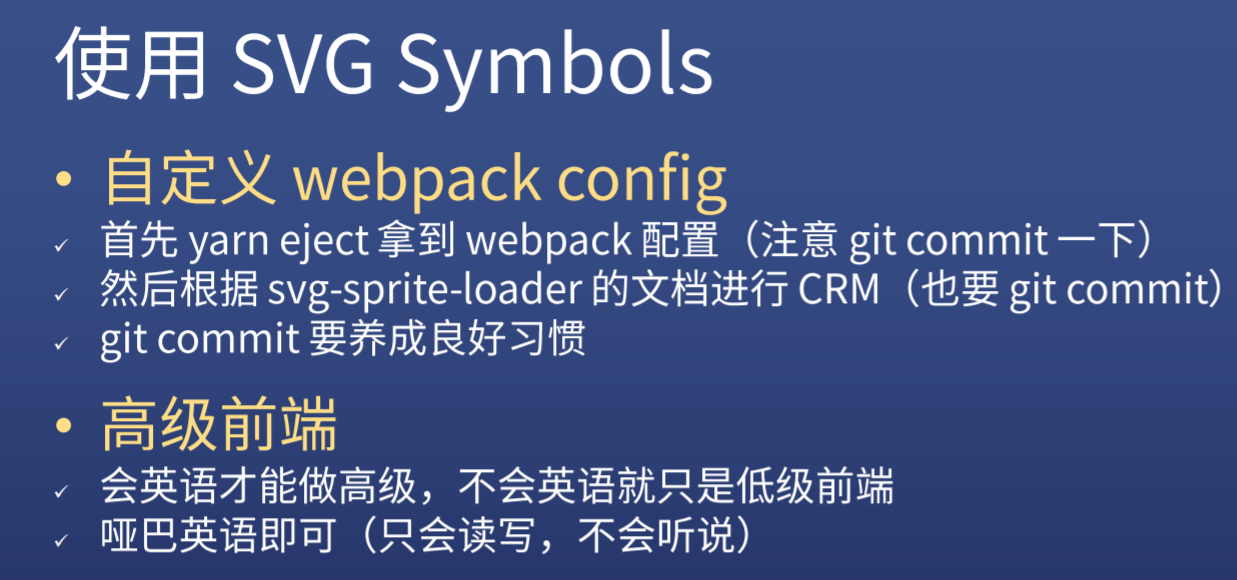 使用 SVG Symbols
• 自定义 webpack config
✓ 首先 yarn eject 拿到 webpack 配置（注意 git commit 一下）
✓ 然后根据 svg-sprite-loader 的文档进行 CRM（也要 git commit）
✓ git commit 要养成良好习惯
• 高级前端
✓ 会英语才能做高级，不会英语就只是低级前端
✓ 哑巴英语即可（只会读写，不会听说）